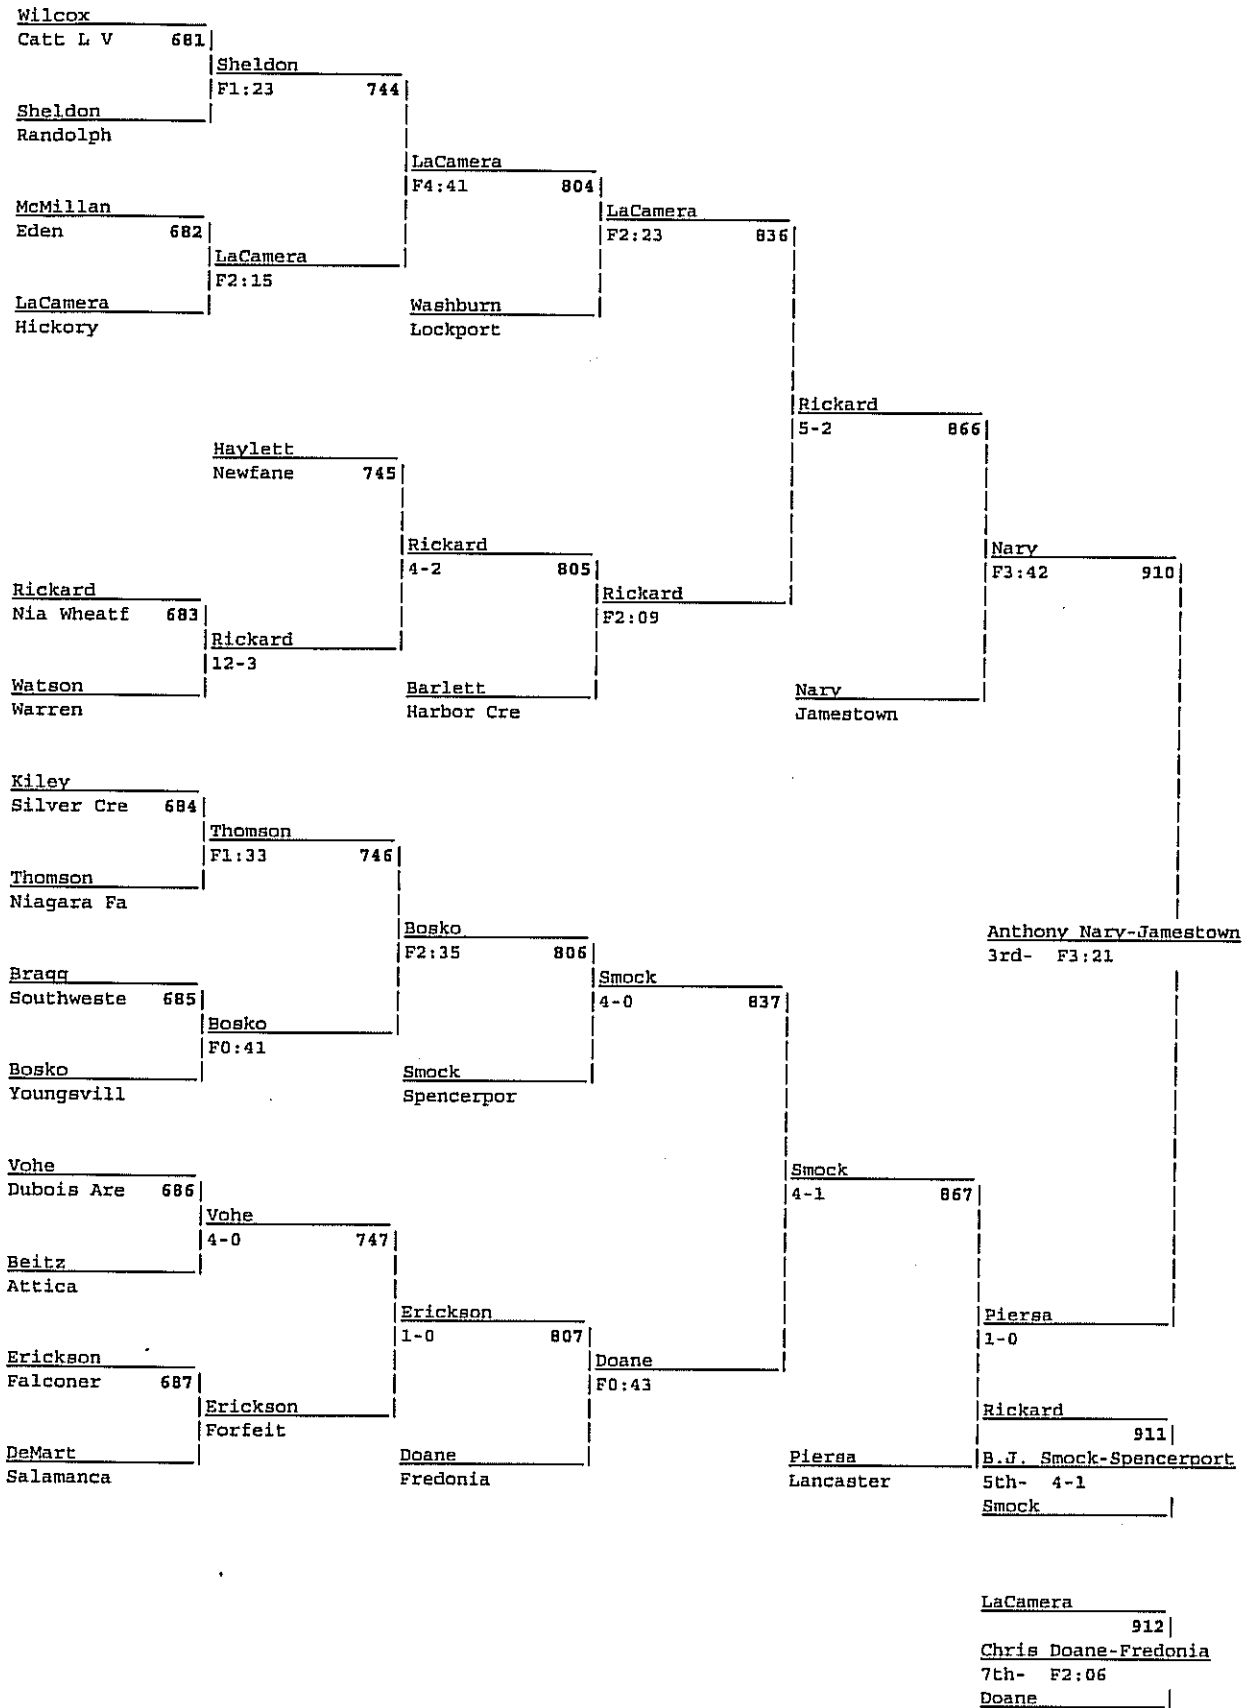 Wilcox
Catt L V 681
Sheldon
F1:23 744
Sheldon
Randolph
LaCamera
F4:41 804
McMillan
Eden 682
LaCamera
F2:23 836
LaCamera
F2:15
LaCamera
Hickory
Washburn
Lockport
Rickard
5-2 866
Haylett
Newfane 745
Rickard
4-2 805
Nary
F3:42 910
Rickard
Nia Wheatf 683
Rickard
F2:09
Rickard
12-3
Watson
Warren
Barlett
Harbor Cre
Nary
Jamestown
Kiley
Silver Cre 684
Thomson
F1:33 746
Thomson
Niagara Fa
Bosko
F2:35 806
Anthony Nary-Jamestown
3rd- F3:21
Bragg
Southweste 685
Smock
4-0 837
Bosko
F0:41
Bosko
Youngsvill
Smock
Spencerpor
Vohe
Dubois Are 686
Smock
4-1 867
Vohe
4-0 747
Beitz
Attica
Erickson
1-0 807
Piersa
1-0
Erickson
Falconer 687
Doane
F0:43
Erickson
Forfeit
Rickard
911
DeMart
Salamanca
Doane
Fredonia
Piersa
Lancaster
B.J. Smock-Spencerport
5th- 4-1
Smock
LaCamera
912
Chris Doane-Fredonia
7th- F2:06
Doane